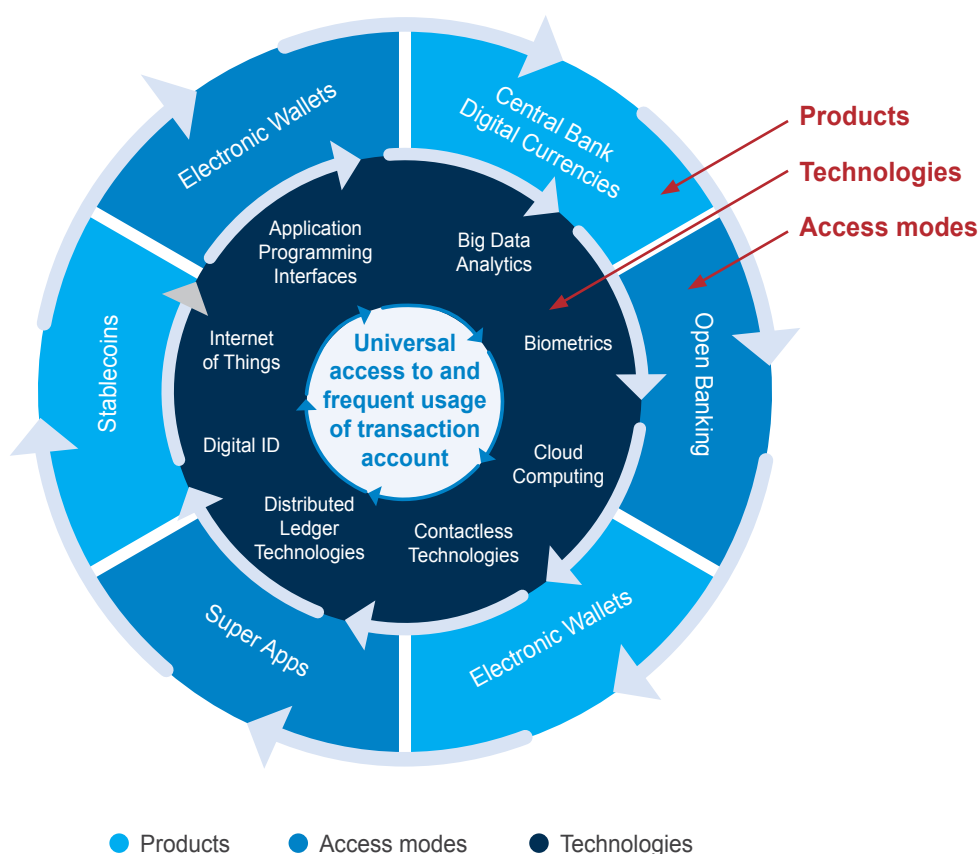 Electronic Wallets
Central Bank
Digital Currencies
Products
Technologies
Access modes
Application
Programming
Interfaces
Big Data
Analytics
Internet
of Things
Biometrics
Universal
access to and
frequent usage
of transaction
account
Stablecoins
Open Banking
Digital ID
Cloud
Computing
Distributed
Ledger
Technologies
Contactless
Technologies
Super Apps
Electronic Wallets
Products
Access modes
Technologies